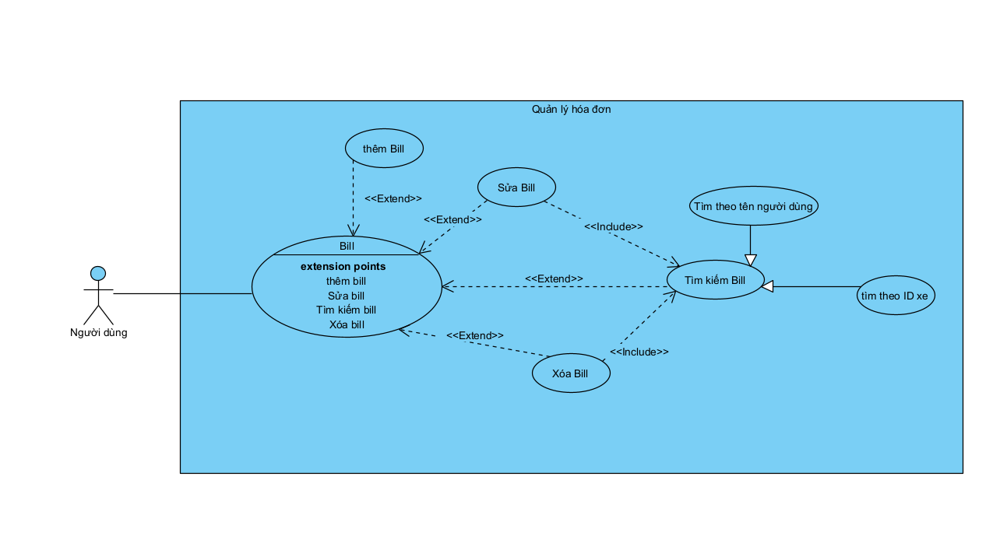 Quản lý hóa đơn
thêm Bill
Sửa Bill
<<Extend>>
<<Extend>>
<<Include>>
Tìm theo tên người dùng
Bill
extension points
thêm bill
Sửa bill
Tìm kiếm bill
Xóa bill
<<Extend>>
Tìm kiếm Bill
tìm theo ID xe
Người dùng
<<Extend>>
<<Include>>
Xóa Bill